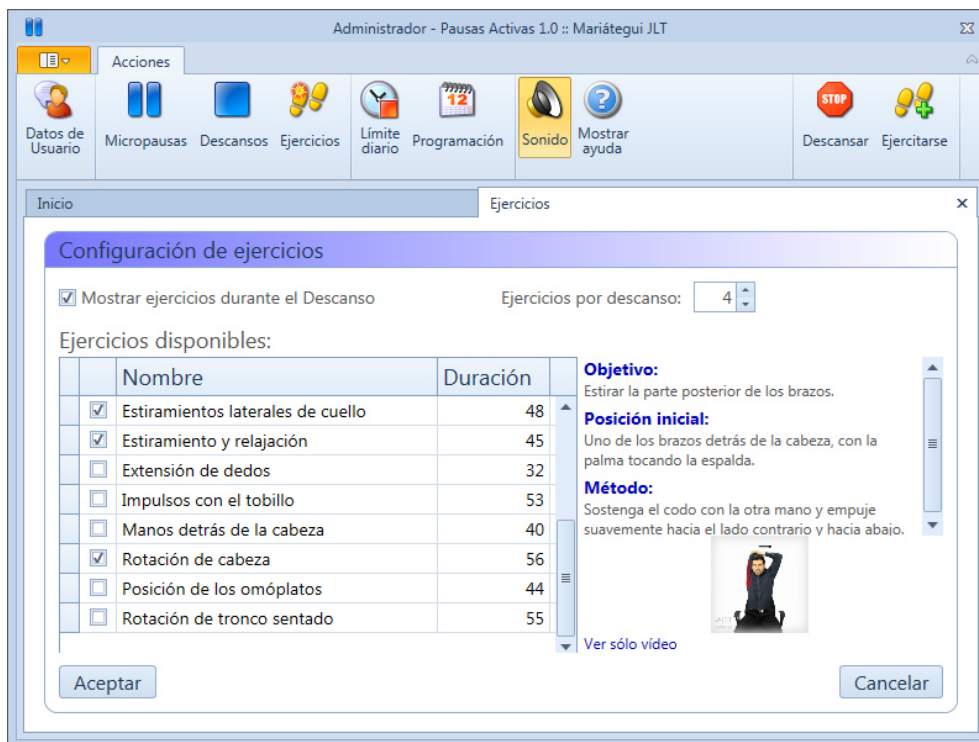 Administrador - Pausas Activas 1.0 :: Mariátegui JLT
Acciones
Datos de
Usuario
Micropausas
Descansos
Ejercicios
Límite
diario
12
Programación
Sonido
Mostrar
ayuda
STOP
Descansar
Ejercitarse
Inicio
Ejercicios
Configuración de ejercicios
Mostrar ejercicios durante el Descanso
Ejercicios por descanso: 4
Ejercicios disponibles:
Nombre Duración
Estiramientos laterales de cuello 48
Estiramiento y relajación 45
Extensión de dedos 32
Impulsos con el tobillo 53
Manos detrás de la cabeza 40
Rotación de cabeza 56
Posición de los omóplatos 44
Rotación de tronco sentado 55
Objetivo:
Estirar la parte posterior de los brazos.
Posición inicial:
Uno de los brazos detrás de la cabeza, con la
palma tocando la espalda.
Método:
Sostenga el codo con la otra mano y empuje
suavemente hacia el lado contrario y hacia abajo.
Ver sólo vídeo
Aceptar
Cancelar